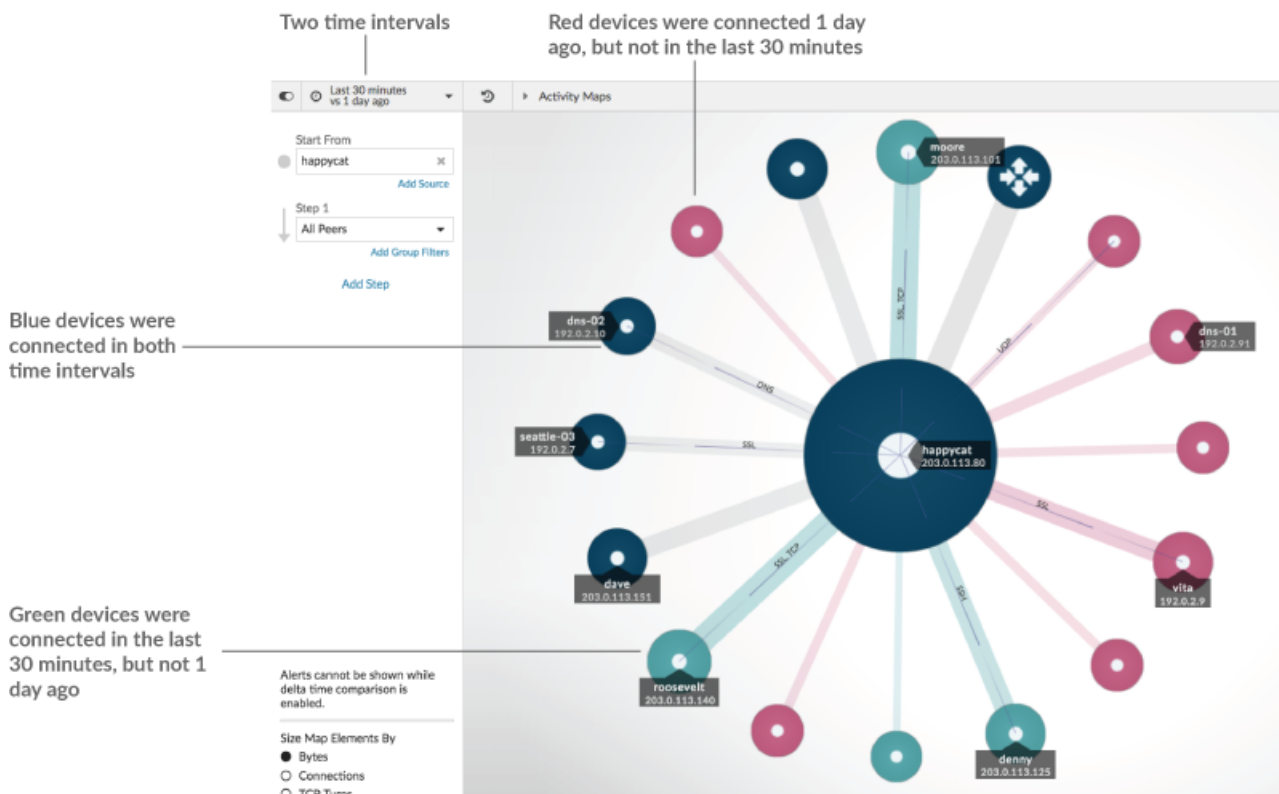 Two time intervals
Red devices were connected 1 day
ago, but not in the last 30 minutes
Last 30 minutes
vs 1 day ago
Activity Maps
Start From
happycat
Add Source
Step 1
All Peers
Add Group Filters
Add Step
Blue devices were
connected in both
time intervals
Green devices were
connected in the last
30 minutes, but not 1
day ago
Alerts cannot be shown while
delta time comparison is
enabled.
Size Map Elements By
Bytes
Connections
TCP Turns
moore
203.0.113.101
SSL, TCP
UDP
dns-01
192.0.2.91
dns-02
192.0.2.10
DNS
seattle-03
192.0.2.7
SSL
happycat
203.0.113.80
SSL
vita
192.0.2.9
dave
203.0.113.151
SSL, TCP
SSH
roosevelt
203.0.113.140
denny
203.0.113.125